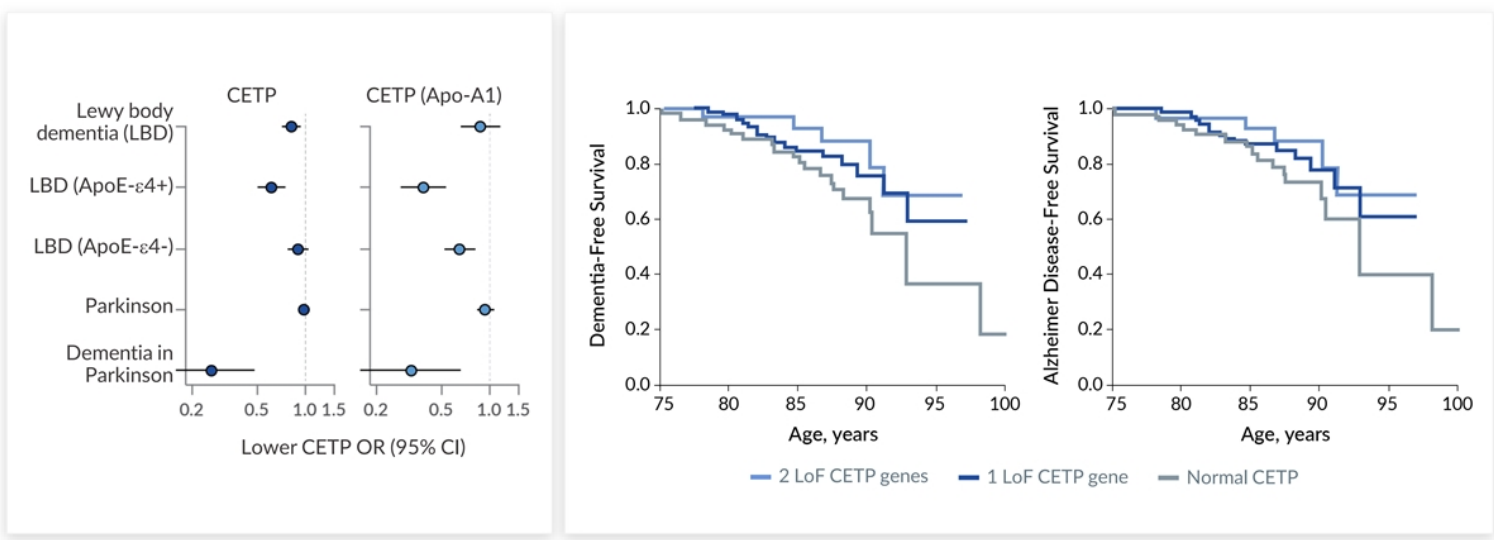 CETP
CETP (Apo-A1)
Lewy body
dementia (LBD)
LBD (ApoE-ε4+)
LBD (ApoE-ε4-)
Parkinson
Dementia in
Parkinson
0.2 0.5 1.0 1.5
0.2 0.5 1.0 1.5
Lower CETP OR (95% CI)
Dementia-Free Survival
1.0
0.8
0.6
0.4
0.2
0.0
75 80 85 90 95 100
Age, years
Alzheimer Disease-Free Survival
1.0
0.8
0.6
0.4
0.2
0.0
75 80 85 90 95 100
Age, years
2 LoF CETP genes 1 LoF CETP gene Normal CETP